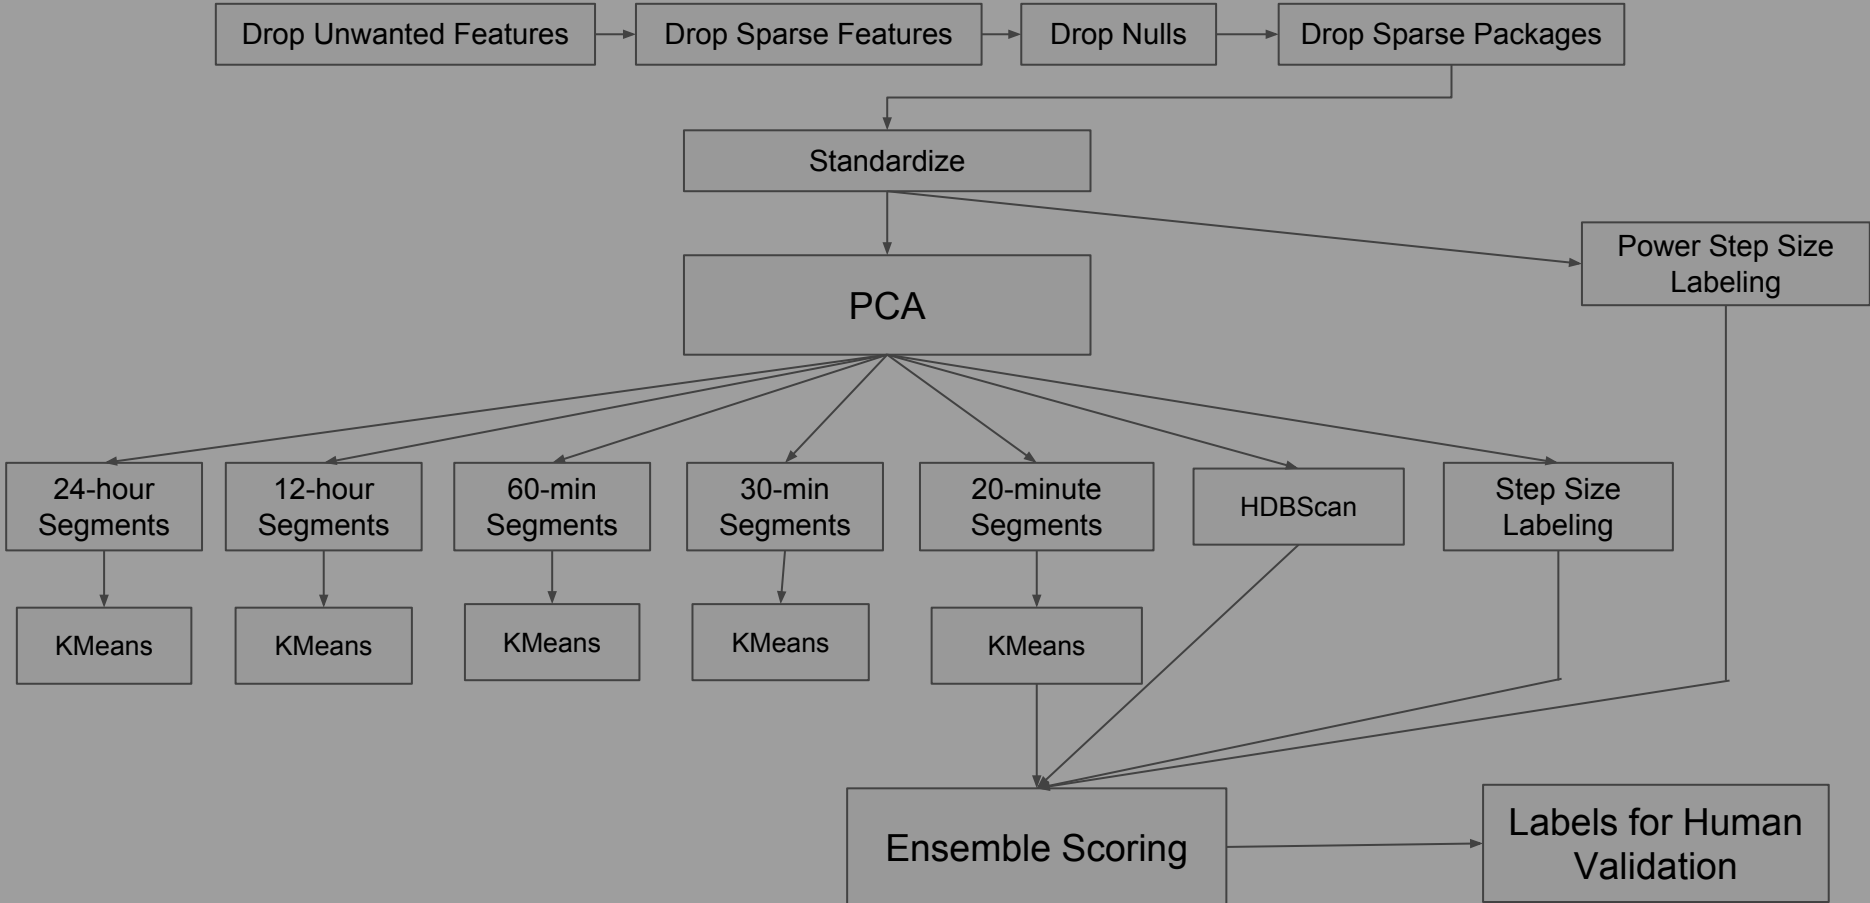 Drop Unwanted Features
Drop Sparse Features
Drop Nulls
Drop Sparse Packages
Standardize
Power Step Size
Labeling
PCA
24-hour
Segments
12-hour
Segments
60-min
Segments
30-min
Segments
20-minute
Segments
HDBScan
Step Size
Labeling
KMeans
KMeans
KMeans
KMeans
KMeans
Ensemble Scoring
Labels for Human
Validation